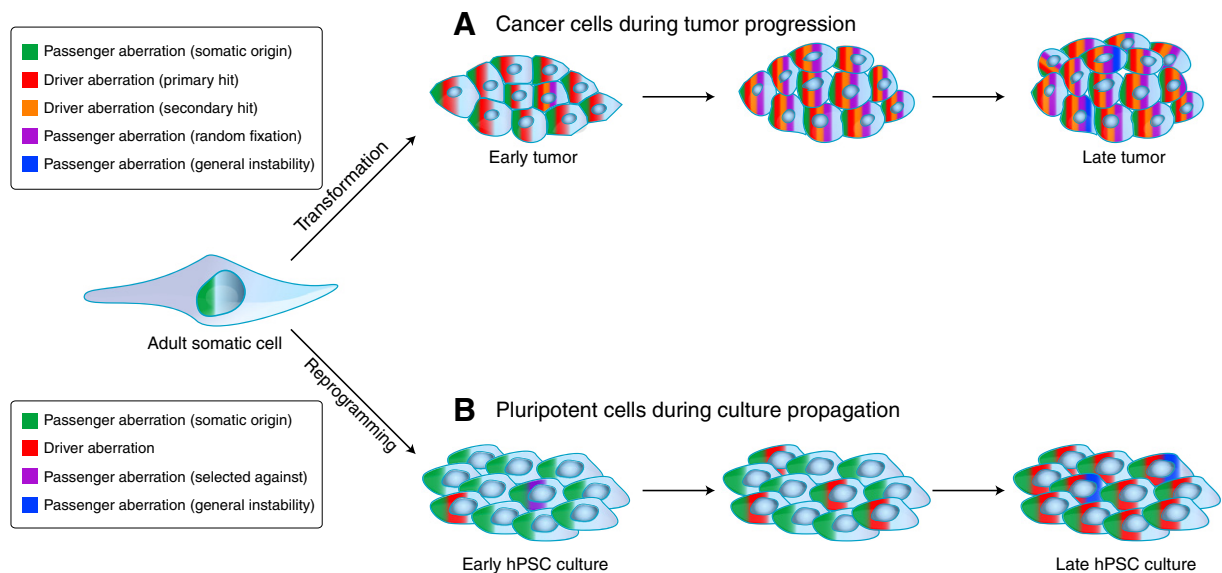 A Cancer cells during tumor progression
Passenger aberration (somatic origin)
Driver aberration (primary hit)
Driver aberration (secondary hit)
Passenger aberration (random fixation)
Passenger aberration (general instability)
Early tumor
Late tumor
Transformation
Adult somatic cell
Reprogramming
B Pluripotent cells during culture propagation
Passenger aberration (somatic origin)
Driver aberration
Passenger aberration (selected against)
Passenger aberration (general instability)
Early hPSC culture
Late hPSC culture